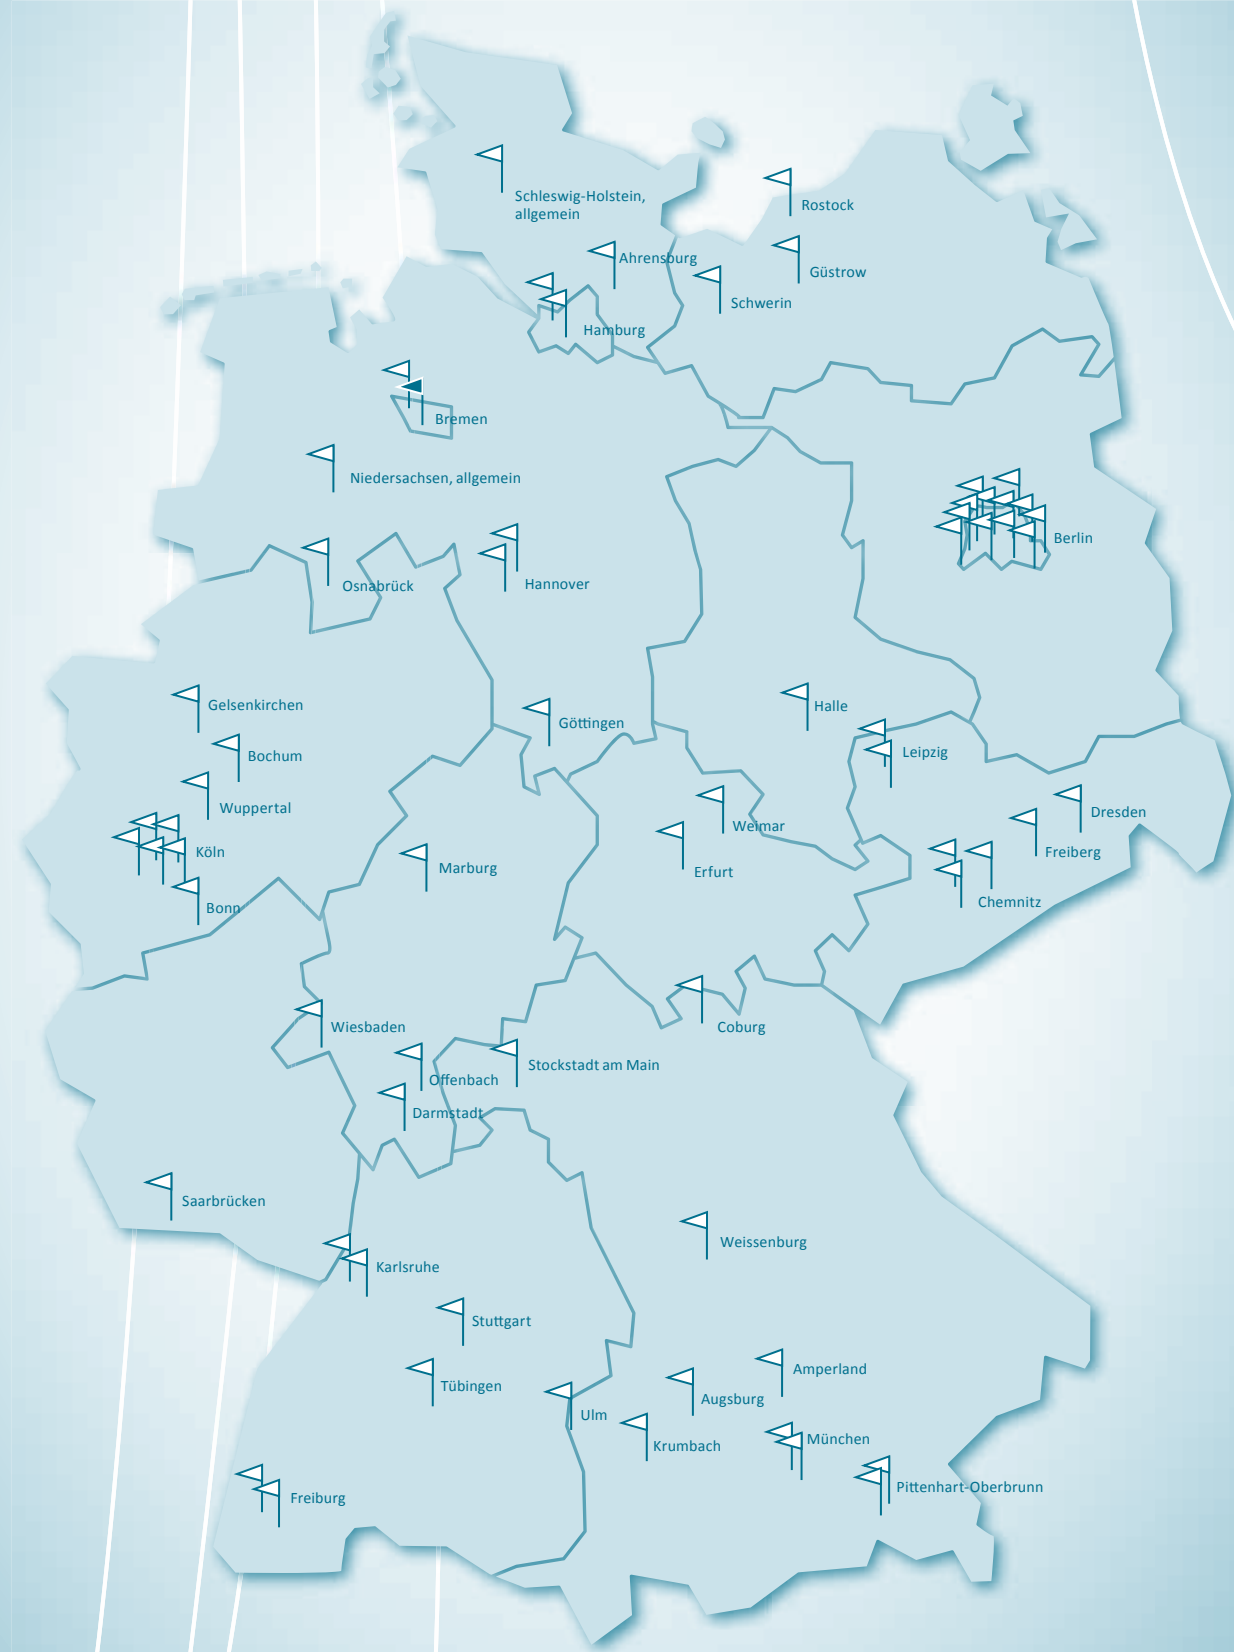 Schleswig-Holstein,
allgemein
Rostock
Ahrensburg
Güstrow
Schwerin
Hamburg
Bremen
Niedersachsen, allgemein
Berlin
Osnabrück
Hannover
Gelsenkirchen
Göttingen
Halle
Bochum
Leipzig
Wuppertal
Dresden
Weimar
Köln
Freiberg
Marburg
Erfurt
Bonn
Chemnitz
Wiesbaden
Coburg
Stockstadt am Main
Offenbach
Darmstadt
Saarbrücken
Weissenburg
Karlsruhe
Stuttgart
Amperland
Tübingen
Augsburg
Ulm
München
Krumbach
Pittenhart-Oberbrunn
Freiburg